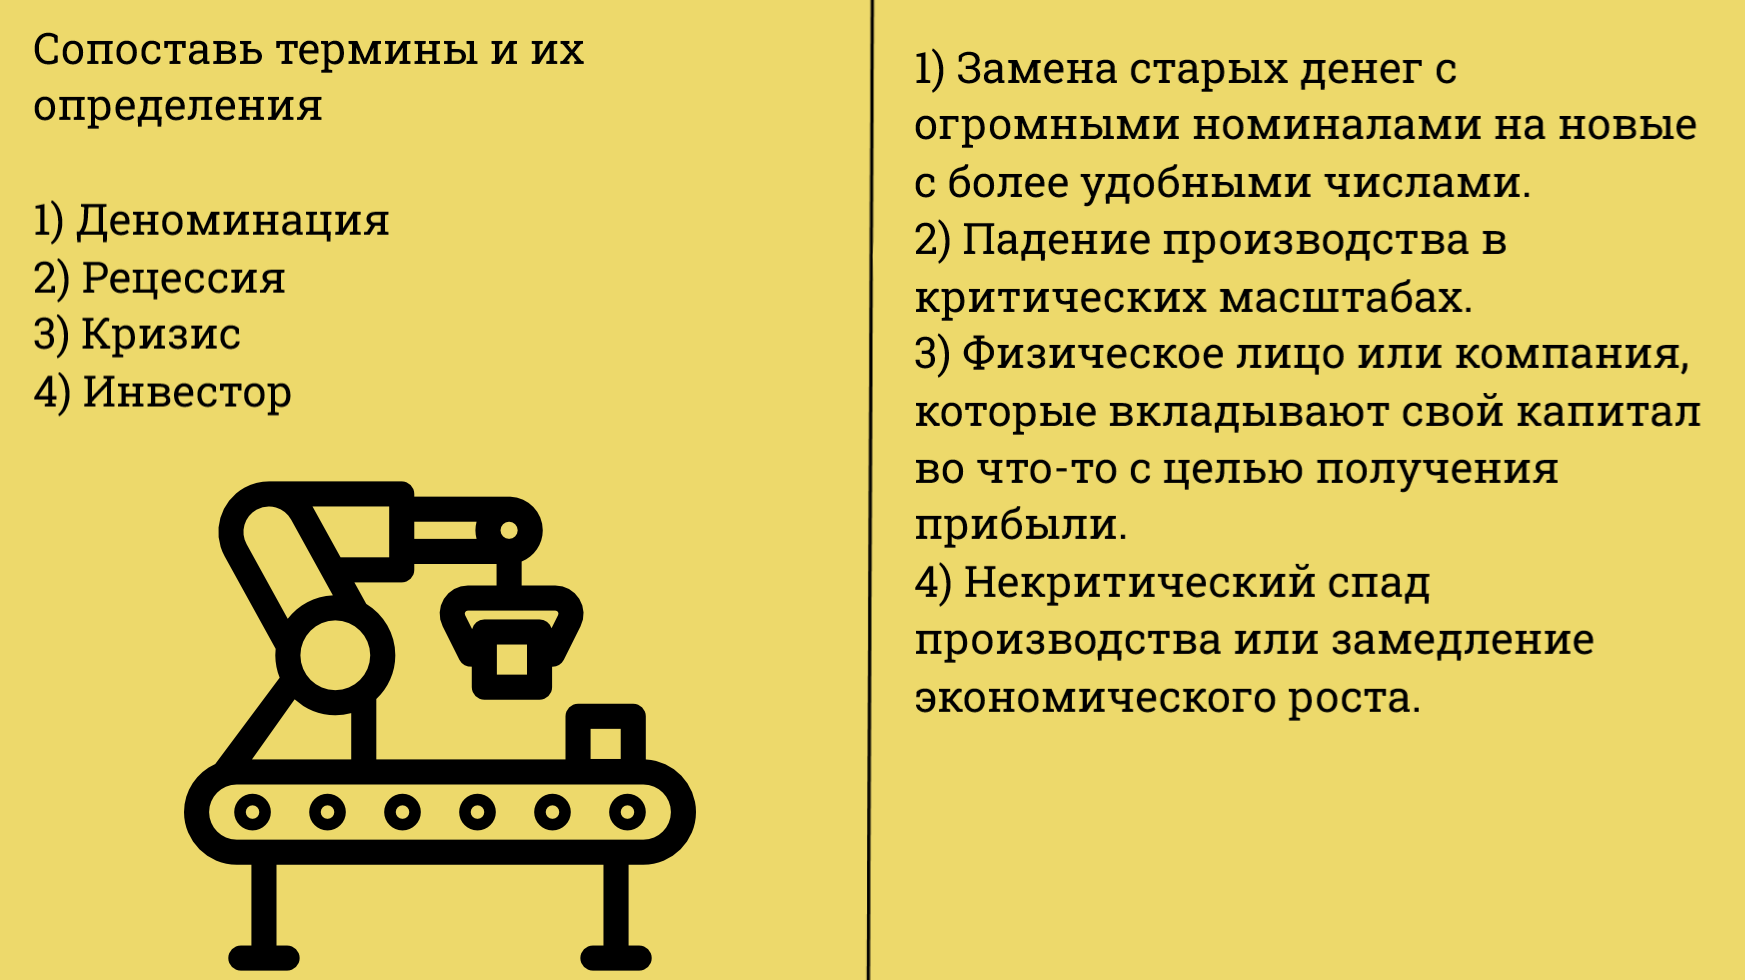 Сопоставь термины и их
определения
1) Деноминация
2) Рецессия
3) Кризис
4) Инвестор
1) Замена старых денег с
огромными номиналами на новые
с более удобными числами.
2) Падение производства в
критических масштабах.
3) Физическое лицо или компания,
которые вкладывают свой капитал
во что-то с целью получения
прибыли.
4) Некритический спад
производства или замедление
экономического роста.